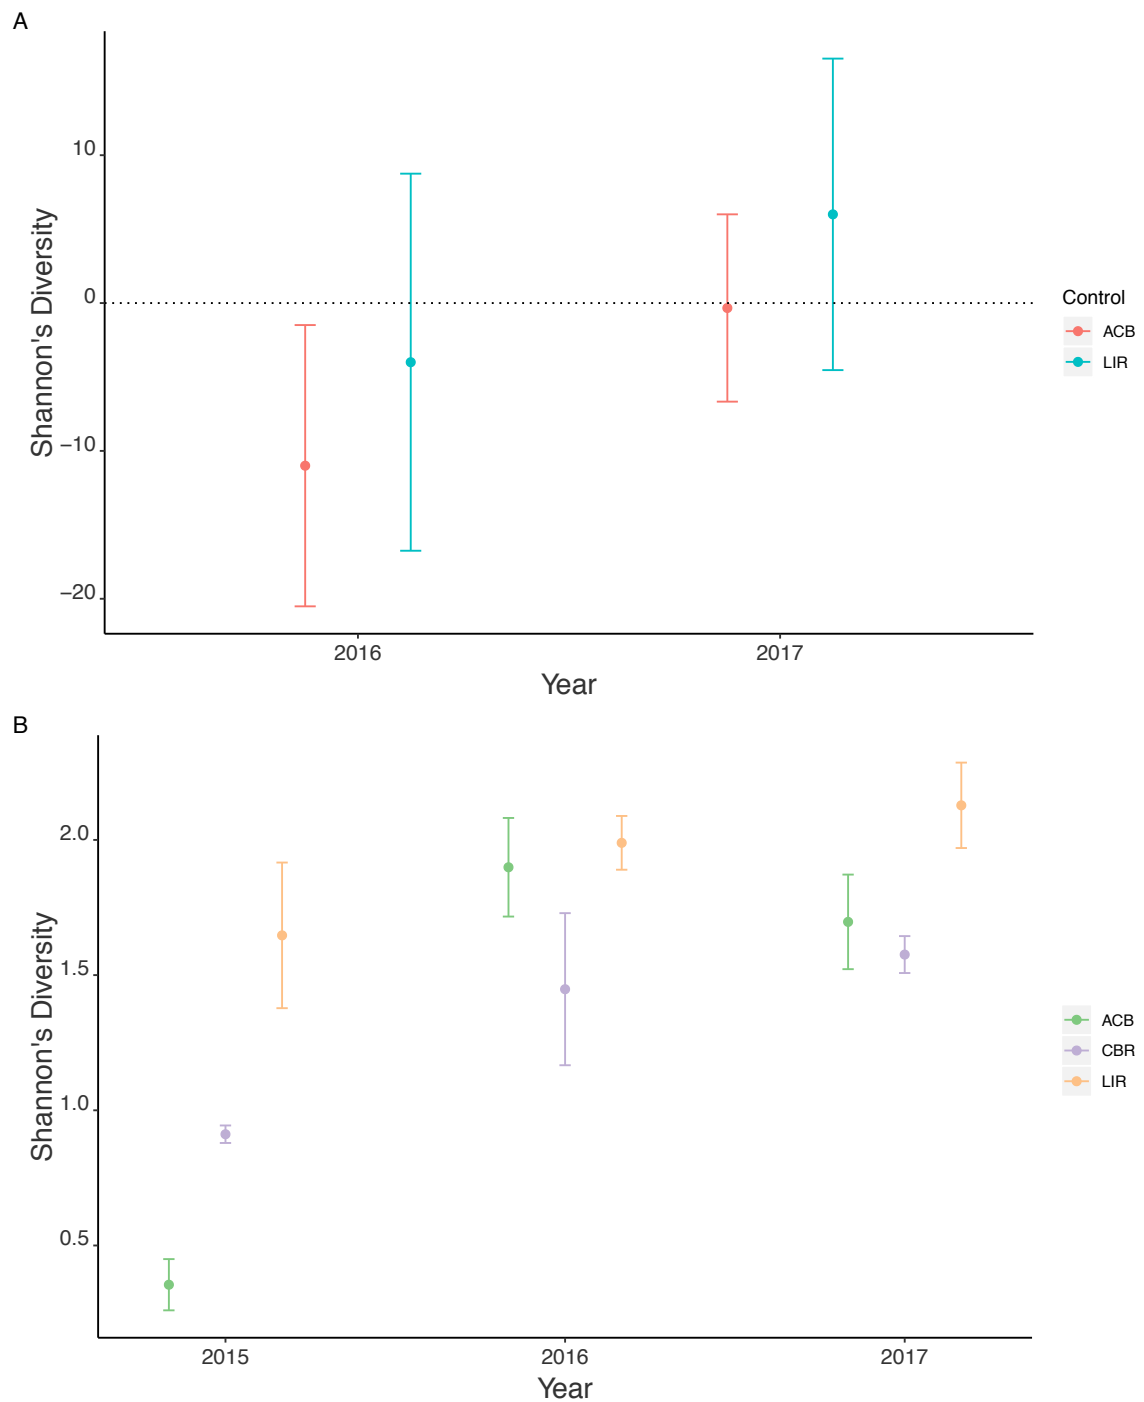 A
Shannon's Diversity
10
0
−10
−20
2016
2017
Year
Control
ACB
LIR
B
Shannon's Diversity
2.0
1.5
1.0
0.5
2015
2016
2017
Year
ACB
CBR
LIR